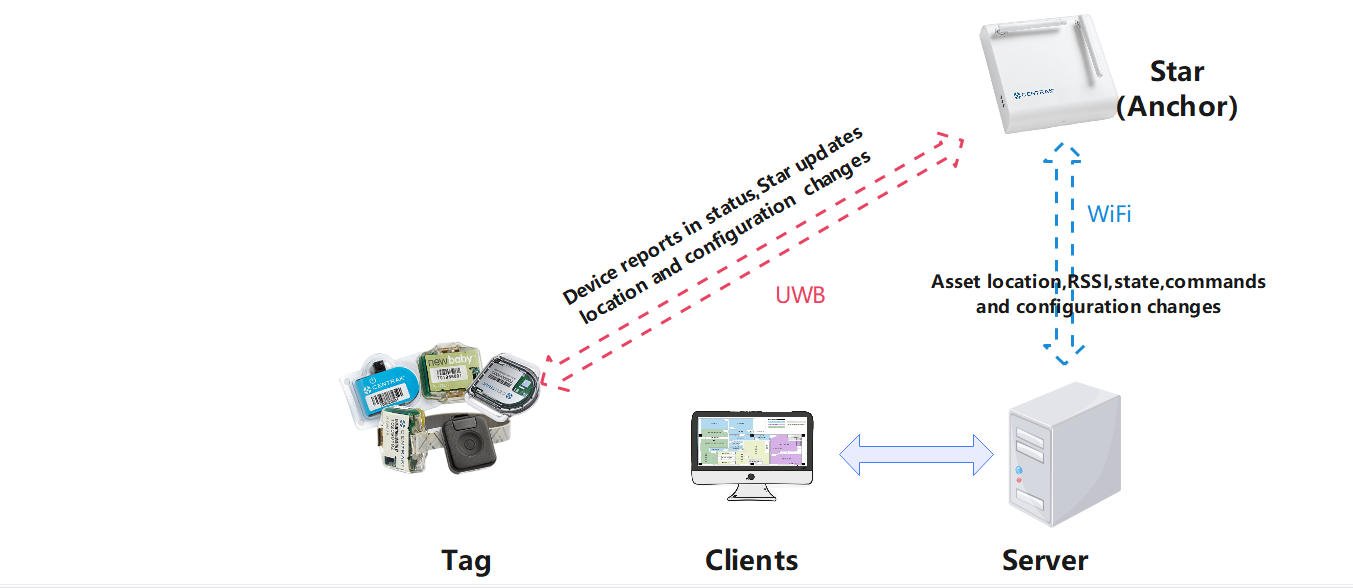 Star
(Anchor)
CENTRAK
Device reports in status,Star updates
location and configuration changes
WiFi
UWB
Asset location,RSSI,state,commands
and configuration changes
newbaby
CENTRAK
Tag
Clients
Server